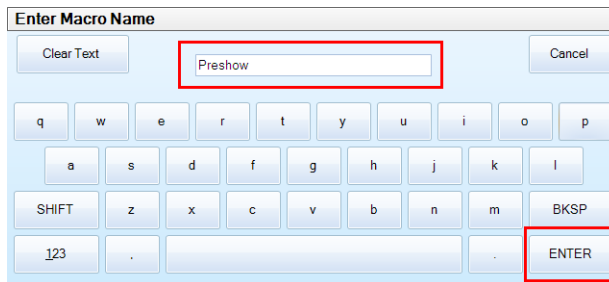 Enter Macro Name
Clear Text Preshow Cancel
q w e r t y u i o p
a s d f g h j k l
SHIFT z x c v b n m BKSP
123 , . ENTER